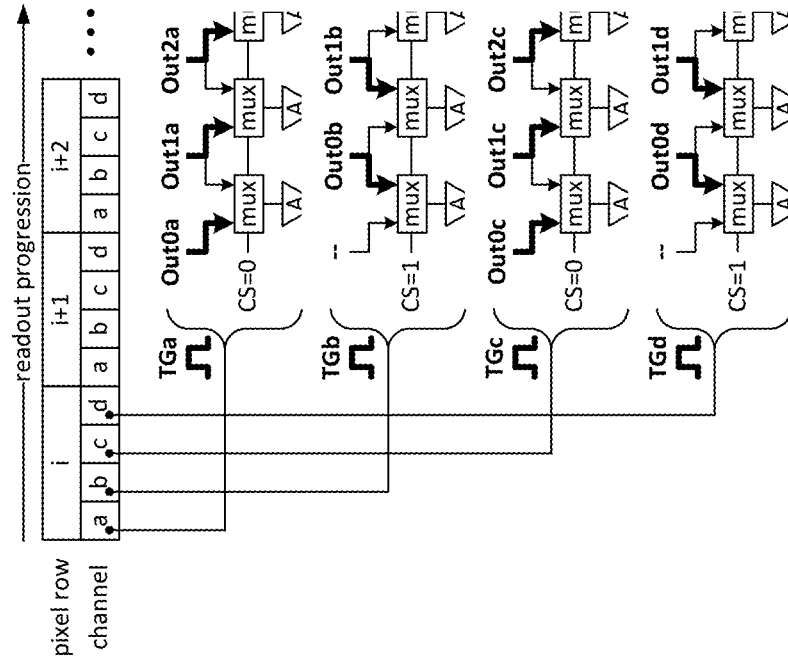 readout progression
pixel row i i+1 i+2 •••
channel a b c d a b c d a b c d
TGa Out0a Out1a Out2a
CS=0 mux mux
A A A
TGb -- Out0b Out1b
CS=1 mux mux
A A A
TGc Out0c Out1c Out2c
CS=0 mux mux
A A A
TGd -- Out0d Out1d
CS=1 mux mux
A A A